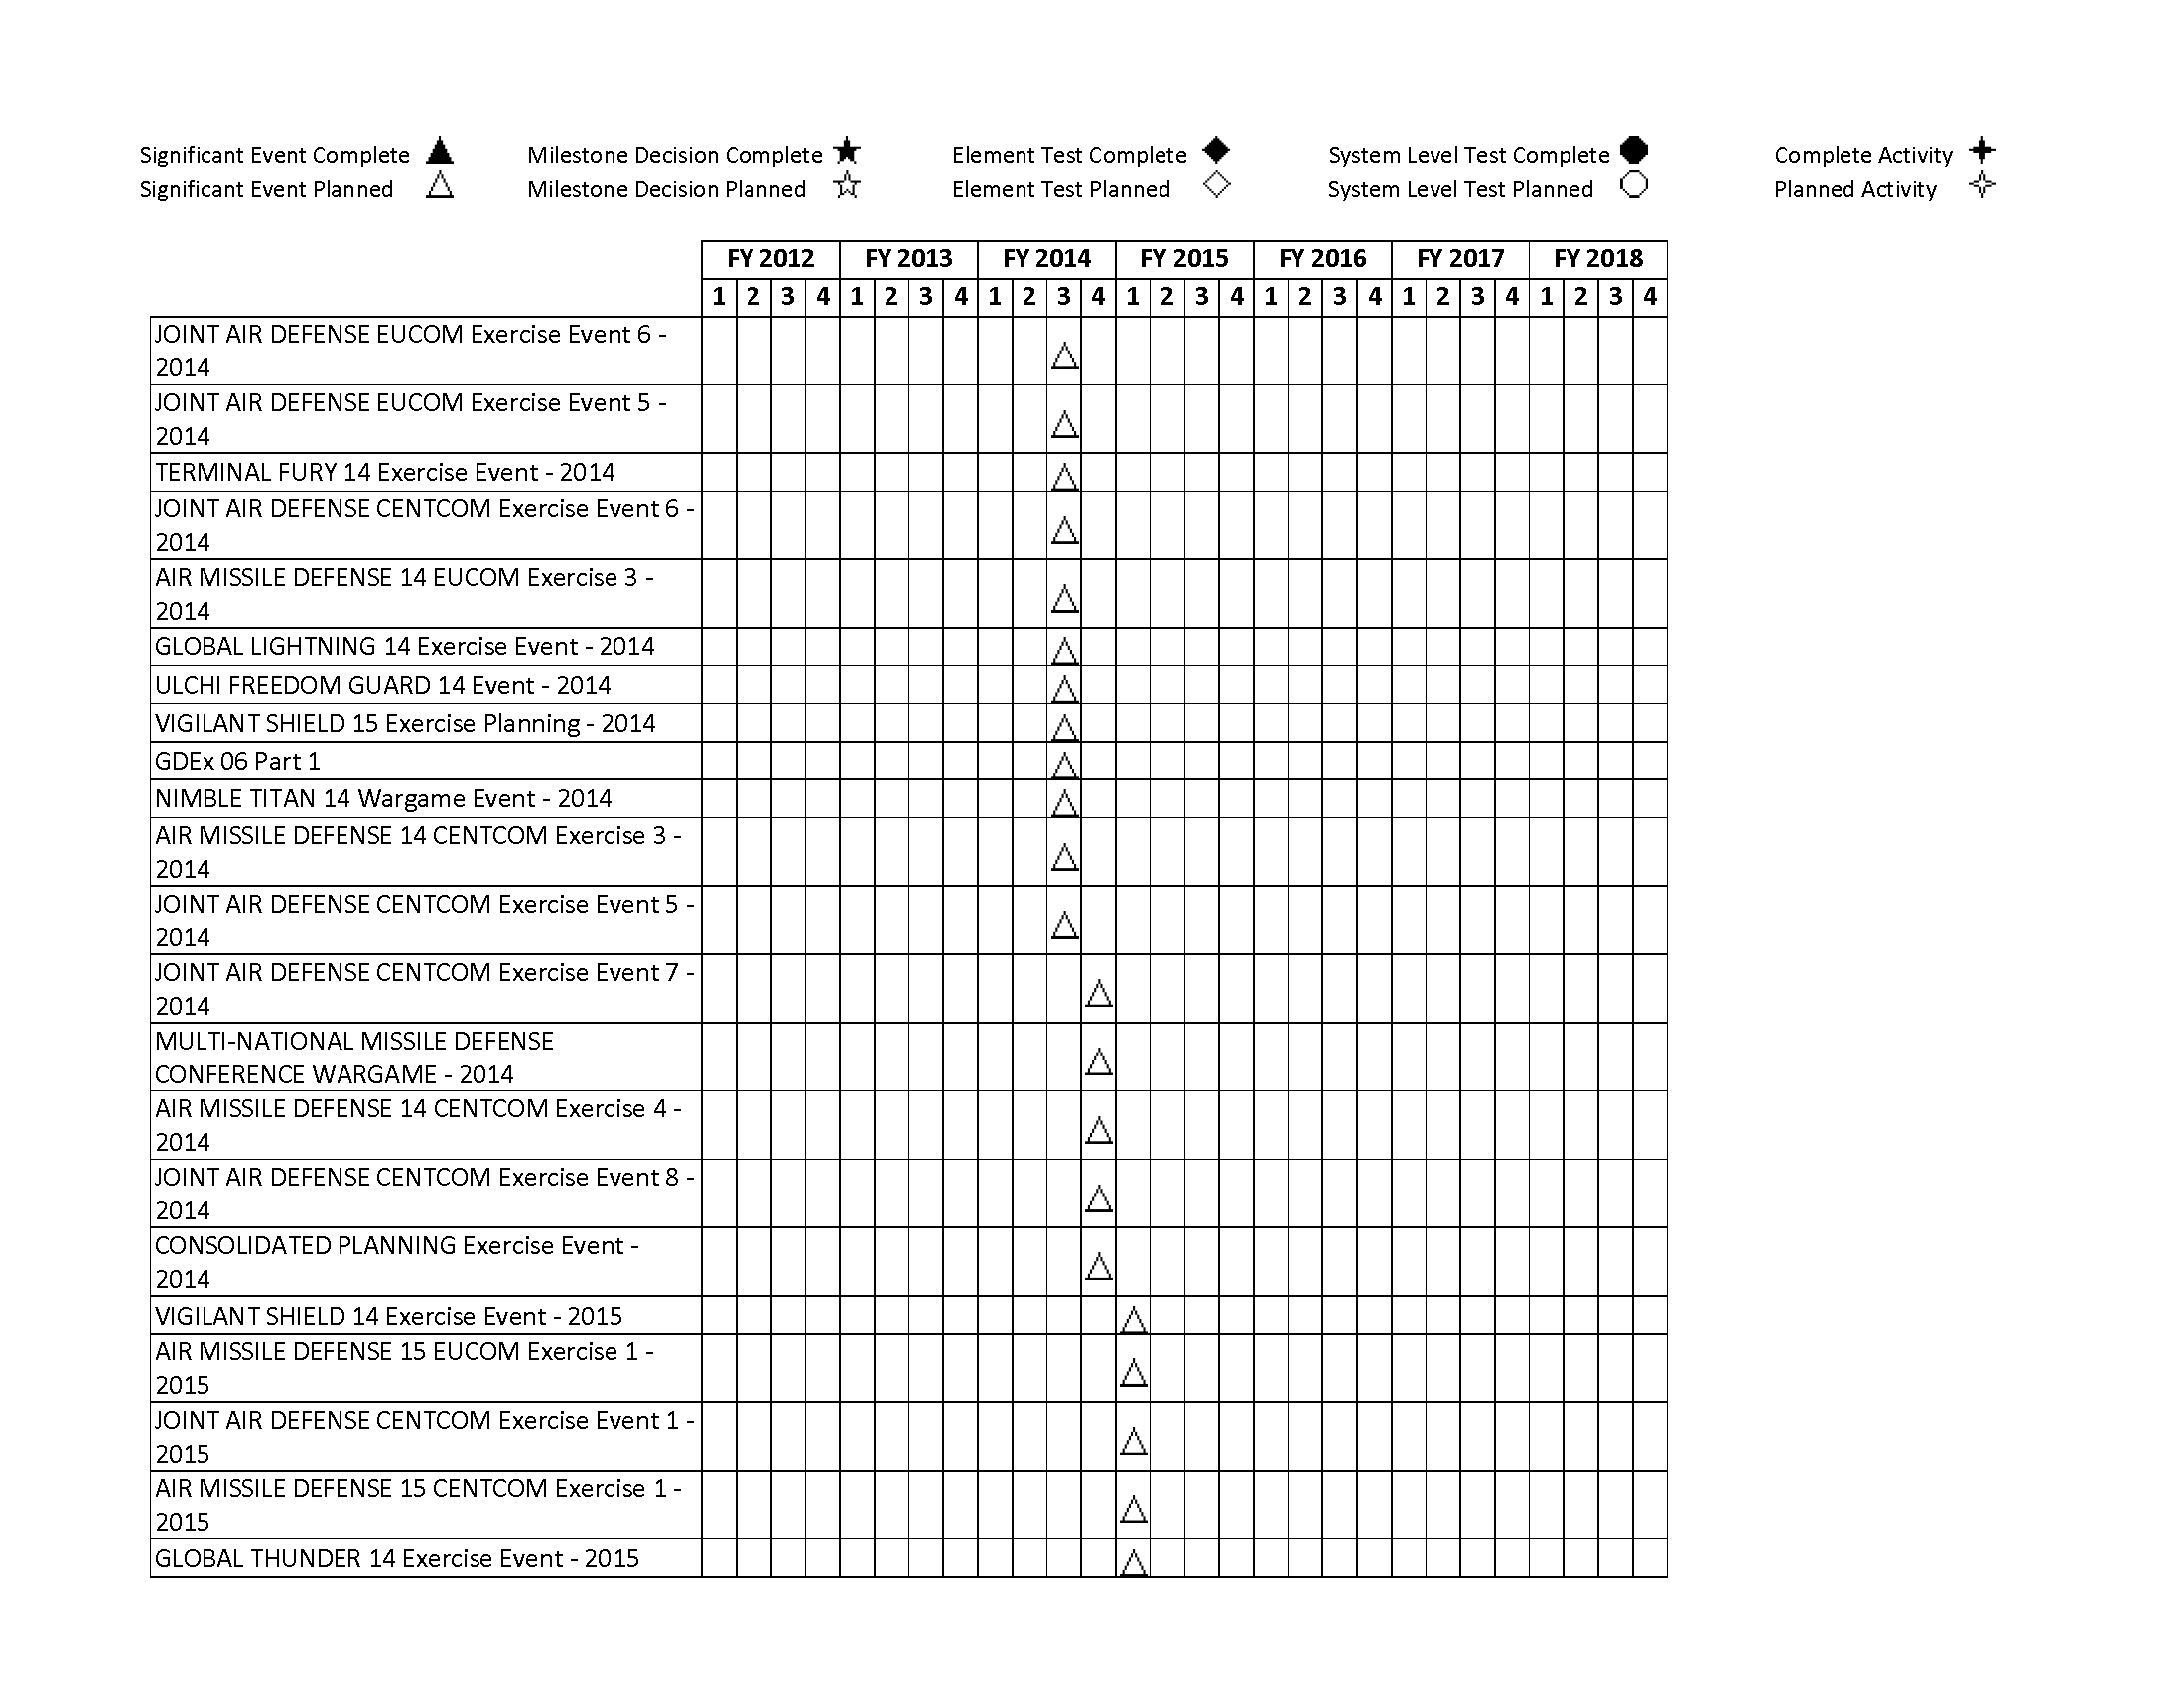 Significant Event Complete Milestone Decision Complete Element Test Complete System Level Test Complete Complete Activity
Significant Event Planned Milestone Decision Planned Element Test Planned System Level Test Planned Planned Activity
FY 2012 FY 2013 FY 2014 FY 2015 FY 2016 FY 2017 FY 2018
1 2 3 4 1 2 3 4 1 2 3 4 1 2 3 4 1 2 3 4 1 2 3 4 1 2 3 4
JOINT AIR DEFENSE EUCOM Exercise Event 6 -
2014
JOINT AIR DEFENSE EUCOM Exercise Event 5 -
2014
TERMINAL FURY 14 Exercise Event - 2014
JOINT AIR DEFENSE CENTCOM Exercise Event 6 -
2014
AIR MISSILE DEFENSE 14 EUCOM Exercise 3 -
2014
GLOBAL LIGHTNING 14 Exercise Event - 2014
ULCHI FREEDOM GUARD 14 Event - 2014
VIGILANT SHIELD 15 Exercise Planning - 2014
GDEx 06 Part 1
NIMBLE TITAN 14 Wargame Event - 2014
AIR MISSILE DEFENSE 14 CENTCOM Exercise 3 -
2014
JOINT AIR DEFENSE CENTCOM Exercise Event 5 -
2014
JOINT AIR DEFENSE CENTCOM Exercise Event 7 -
2014
MULTI-NATIONAL MISSILE DEFENSE
CONFERENCE WARGAME - 2014
AIR MISSILE DEFENSE 14 CENTCOM Exercise 4 -
2014
JOINT AIR DEFENSE CENTCOM Exercise Event 8 -
2014
CONSOLIDATED PLANNING Exercise Event -
2014
VIGILANT SHIELD 14 Exercise Event - 2015
AIR MISSILE DEFENSE 15 EUCOM Exercise 1 -
2015
JOINT AIR DEFENSE CENTCOM Exercise Event 1 -
2015
AIR MISSILE DEFENSE 15 CENTCOM Exercise 1 -
2015
GLOBAL THUNDER 14 Exercise Event - 2015